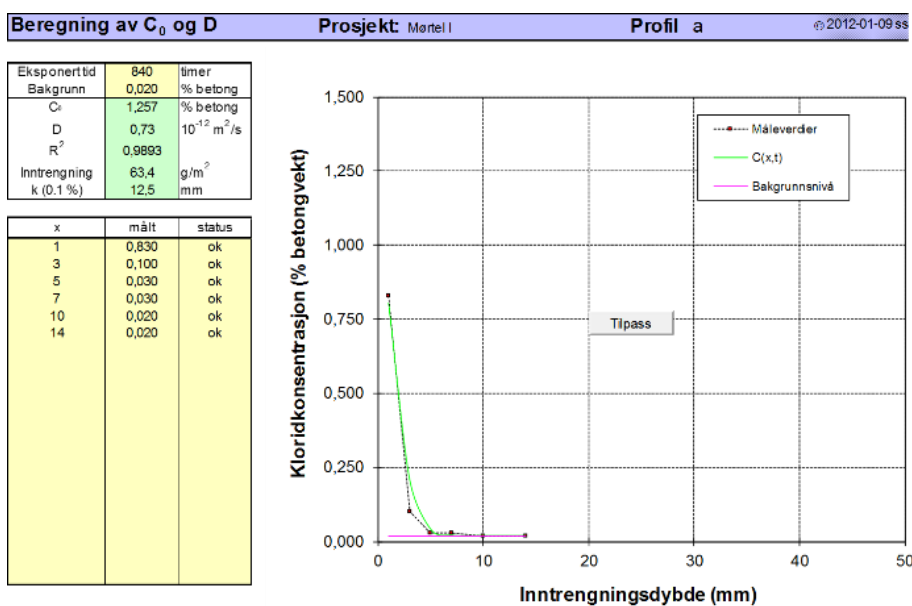 Beregning av C₀ og D Prosjekt: Mørtel I Profil a © 2012-01-09 ss
Eksponert tid 840 timer
Bakgrunn 0,020 % betong
C₀ 1,257 % betong
D 0,73 10⁻¹² m²/s
R² 0,9893
Inntrengning 63,4 g/m²
k (0.1 %) 12,5 mm
x målt status
1 0,830 ok
3 0,100 ok
5 0,030 ok
7 0,030 ok
10 0,020 ok
14 0,020 ok
Kloridkonsentrasjon (% betongvekt)
1,500
1,250
1,000
0,750
0,500
0,250
0,000
Måleverdier
C(x,t)
Bakgrunnsnivå
Tilpass
0 10 20 30 40 50
Inntrengningsdybde (mm)